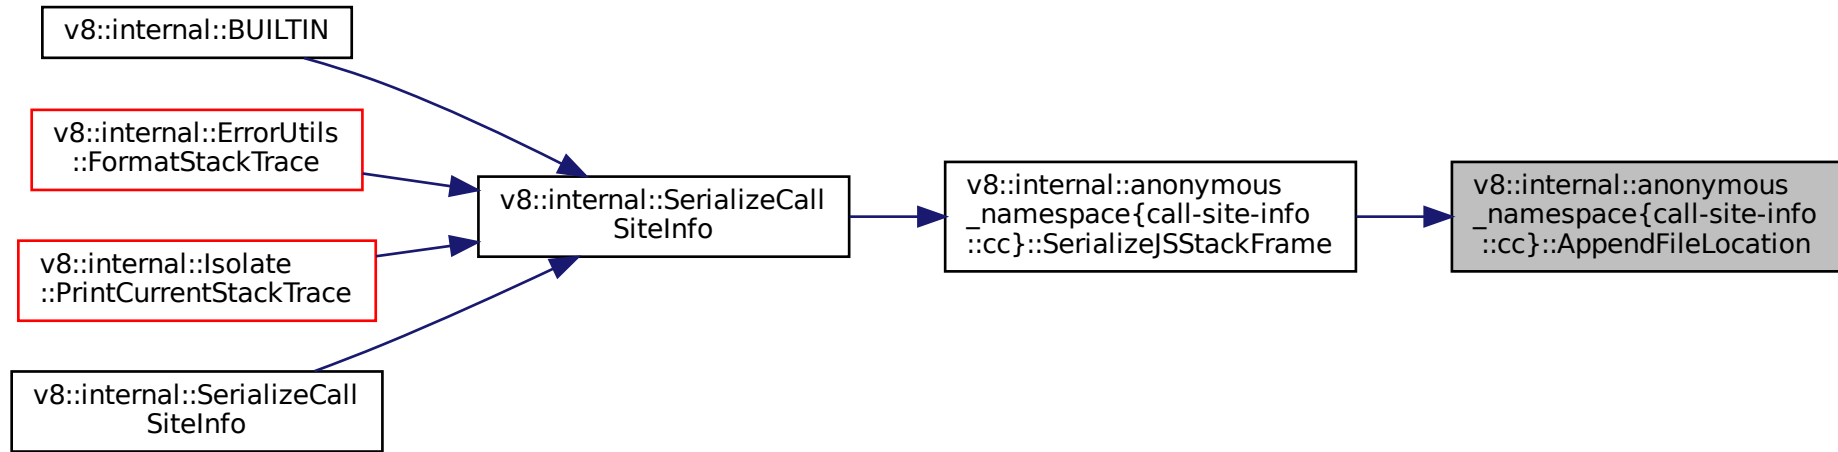 v8::internal::BUILTIN
v8::internal::ErrorUtils
::FormatStackTrace
v8::internal::Isolate
::PrintCurrentStackTrace
v8::internal::SerializeCall
SiteInfo
v8::internal::SerializeCall
SiteInfo
v8::internal::anonymous
_namespace{call-site-info
::cc}::SerializeJSStackFrame
v8::internal::anonymous
_namespace{call-site-info
::cc}::AppendFileLocation